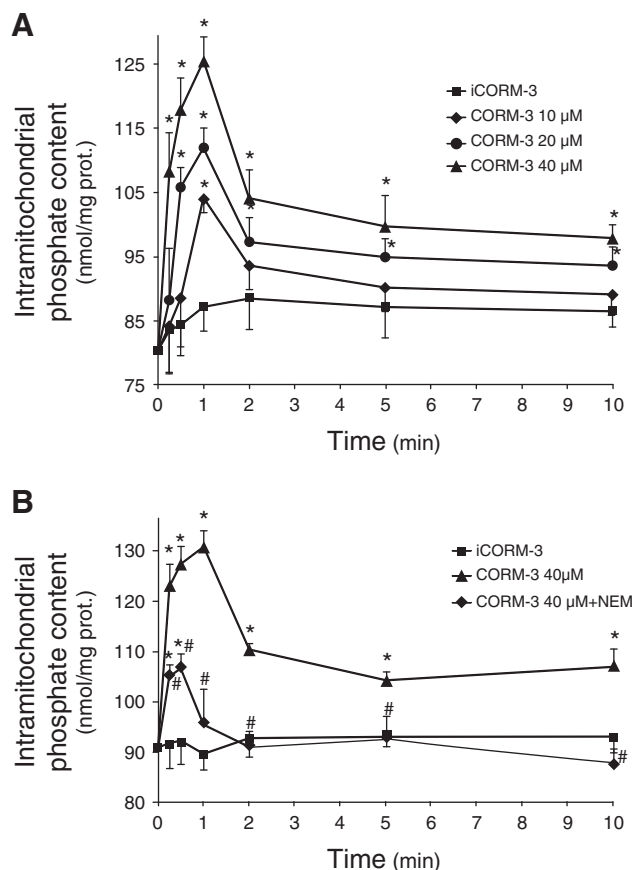 A
Intramitochondrial
phosphate content
(nmol/mg prot.)
125
115
105
95
85
75
* * * * * * *
* * * * *
*
iCORM-3
CORM-3 10 µM
CORM-3 20 µM
CORM-3 40 µM
0 1 2 3 4 5 6 7 8 9 10
Time (min)
B
Intramitochondrial
phosphate content
(nmol/mg prot.)
130
120
110
100
90
80
* * * * * *
* *#
# # # # #
iCORM-3
CORM-3 40µM
CORM-3 40 µM+NEM
0 1 2 3 4 5 6 7 8 9 10
Time (min)